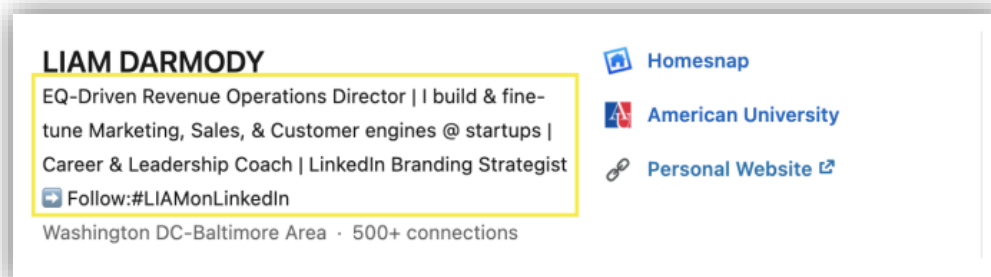 LIAM DARMODY
EQ-Driven Revenue Operations Director | I build & fine-
tune Marketing, Sales, & Customer engines @ startups |
Career & Leadership Coach | LinkedIn Branding Strategist
➡️ Follow:#LIAMonLinkedIn
Washington DC-Baltimore Area · 500+ connections
Homesnap
American University
Personal Website